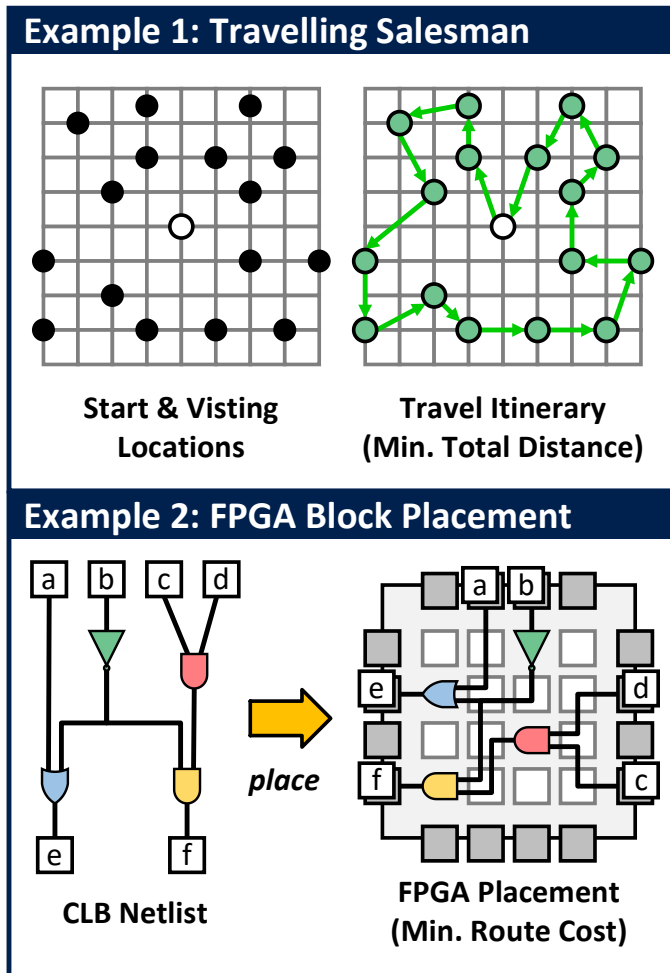 Example 1: Travelling Salesman
Start & Visting
Locations
Travel Itinerary
(Min. Total Distance)
Example 2: FPGA Block Placement
a b c d
e f
place
CLB Netlist
a b
e
d
f
c
FPGA Placement
(Min. Route Cost)